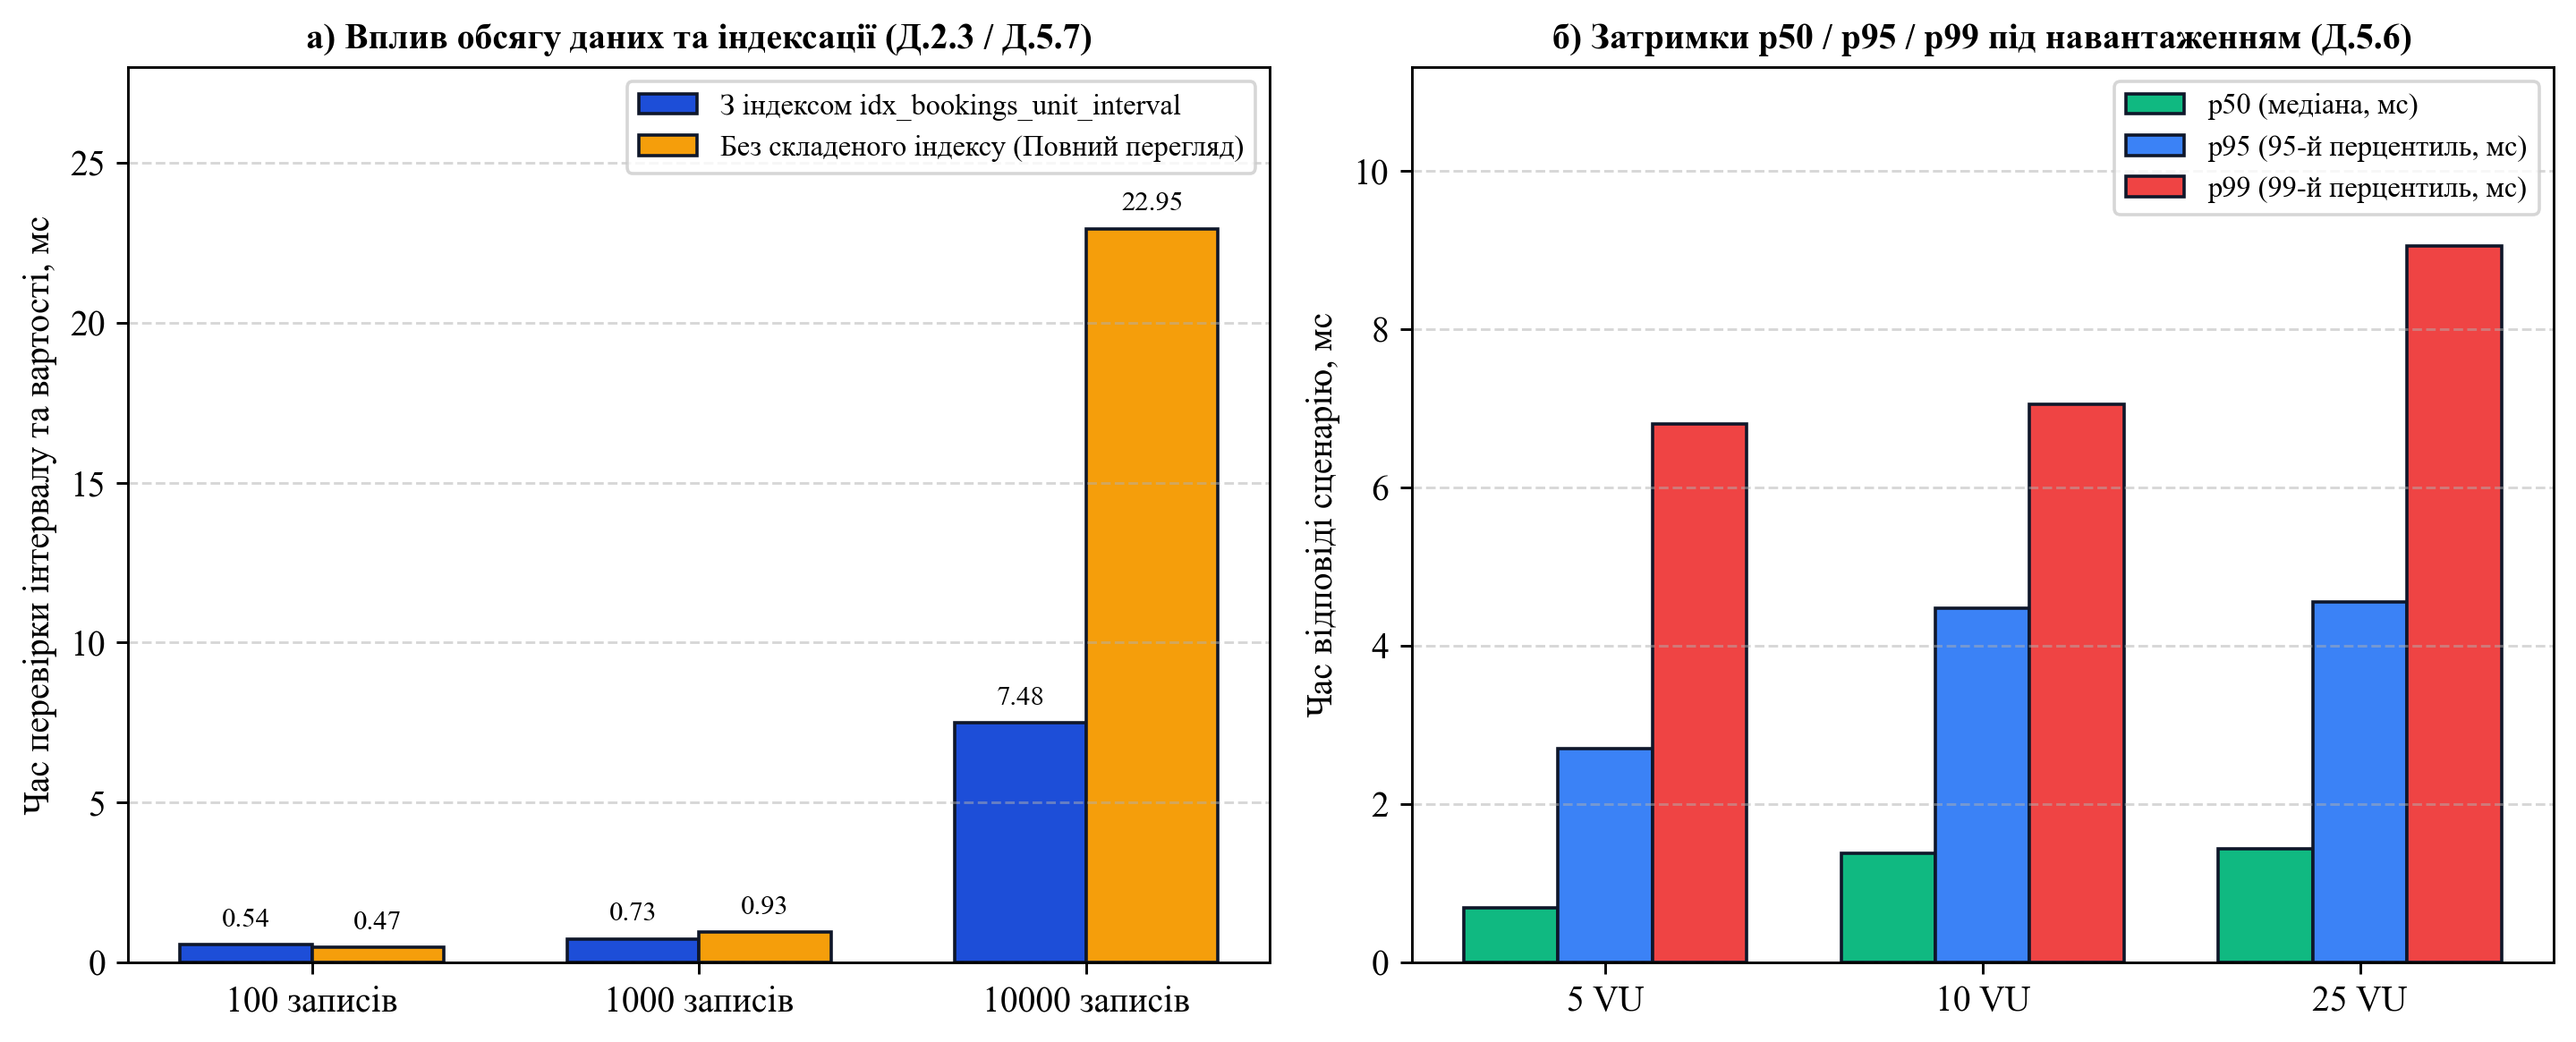 а) Вплив обсягу даних та індексації (Д.2.3 / Д.5.7)
Час перевірки інтервалу та вартості, мс
З індексом idx_bookings_unit_interval
Без складеного індексу (Повний перегляд)
25
20
15
10
5
0
0.54
0.47
0.73
0.93
7.48
22.95
100 записів
1000 записів
10000 записів
б) Затримки p50 / p95 / p99 під навантаженням (Д.5.6)
Час відповіді сценарію, мс
p50 (медіана, мс)
p95 (95-й перцентиль, мс)
p99 (99-й перцентиль, мс)
10
8
6
4
2
0
5 VU
10 VU
25 VU